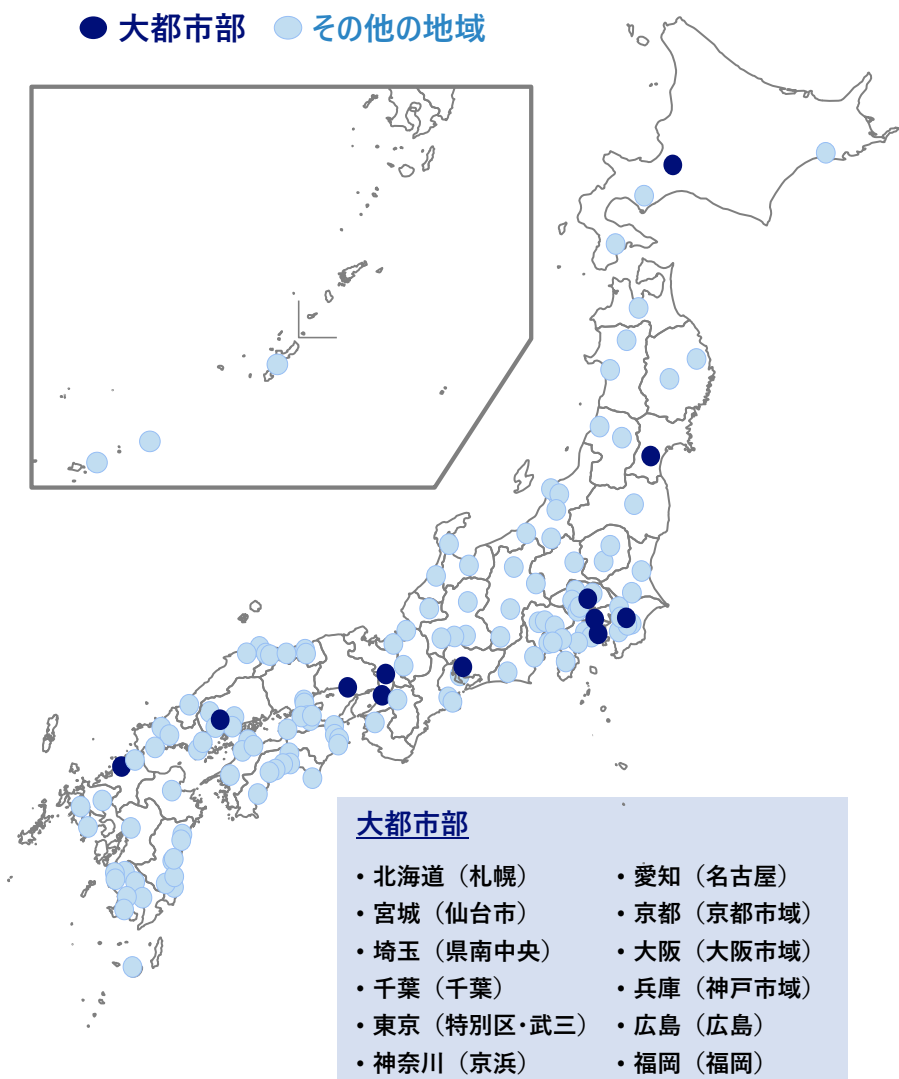 大都市部 その他の地域
大都市部
・北海道（札幌） ・愛知（名古屋）
・宮城（仙台市） ・京都（京都市域）
・埼玉（県南中央） ・大阪（大阪市域）
・千葉（千葉） ・兵庫（神戸市域）
・東京（特別区・武三） ・広島（広島）
・神奈川（京浜） ・福岡（福岡）